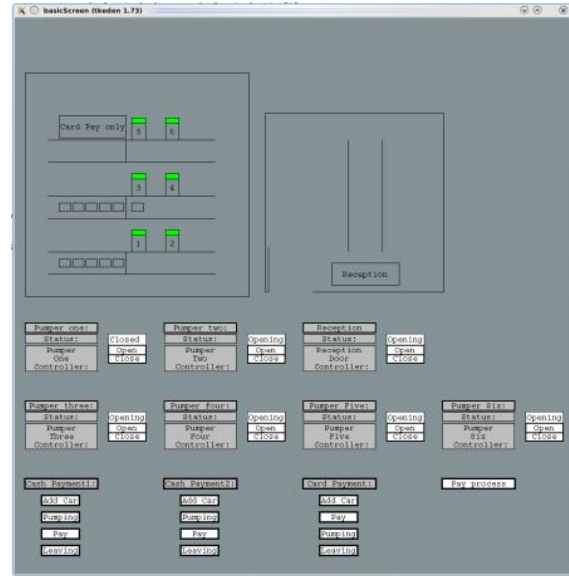 basicScreen (tkeden 1.73)
Card Pay only
5 6
3 4
1 2
Reception
Pumper one: Pumper two: Reception
Status: Closed Status: Opening Status: Opening
Pumper Open Pumper Open Reception Open
One Close Two Close Door Close
Controller: Controller: Controller:
Pumper three: Pumper four: Pumper Five: Pumper Six:
Status: Opening Status: Opening Status: Opening Status: Opening
Pumper Open Pumper Open Pumper Open Pumper Open
Three Close Four Close Five Close Six Close
Controller: Controller: Controller: Controller:
Cash Payment1: Cash Payment2: Card Payment: Pay process
Add Car Add Car Add Car
Pumping Pumping Pay
Pay Pay Pumping
Leaving Leaving Leaving